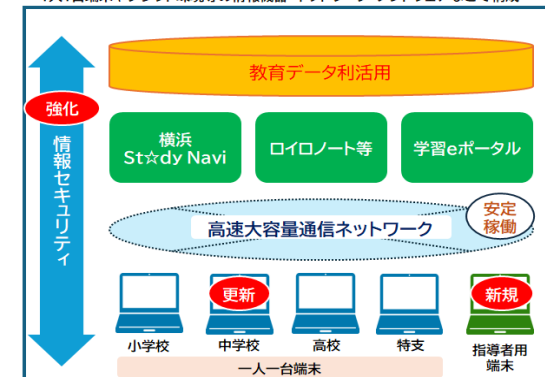 教育データ利活用
強化
情報セキュリティ
横浜
St☆dy Navi
ロイロノート等
学習eポータル
安定
稼働
高速大容量通信ネットワーク
更新
新規
小学校
中学校
高校
特支
指導者用
端末
一人一台端末